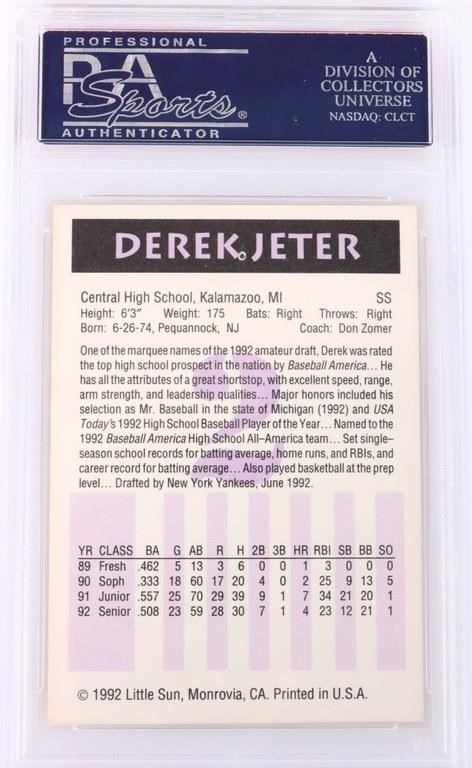 PROFESSIONAL
PSA
Sports®
AUTHENTICATOR
A
DIVISION OF
COLLECTORS
UNIVERSE
NASDAQ: CLCT
DEREK JETER
Central High School, Kalamazoo, MI SS
Height: 6'3" Weight: 175 Bats: Right Throws: Right
Born: 6-26-74, Pequannock, NJ Coach: Don Zomer
2
One of the marquee names of the 1992 amateur draft, Derek was rated
the top high school prospect in the nation by Baseball America... He
has all the attributes of a great shortstop, with excellent speed, range,
arm strength, and leadership qualities... Major honors included his
selection as Mr. Baseball in the state of Michigan (1992) and USA
Today's 1992 High School Baseball Player of the Year... Named to the
1992 Baseball America High School All-America team... Set single-
season school records for batting average, home runs, and RBIs, and
career record for batting average... Also played basketball at the prep
level... Drafted by New York Yankees, June 1992.
YR CLASS BA G AB R H 2B 3B HR RBI SB BB SO
89 Fresh .462 5 13 3 6 0 0 1 3 0 0 0
90 Soph .333 18 60 17 20 4 0 2 25 9 13 5
91 Junior .557 25 70 29 39 9 1 7 34 21 20 1
92 Senior .508 23 59 28 30 7 1 4 23 12 21 1
© 1992 Little Sun, Monrovia, CA. Printed in U.S.A.